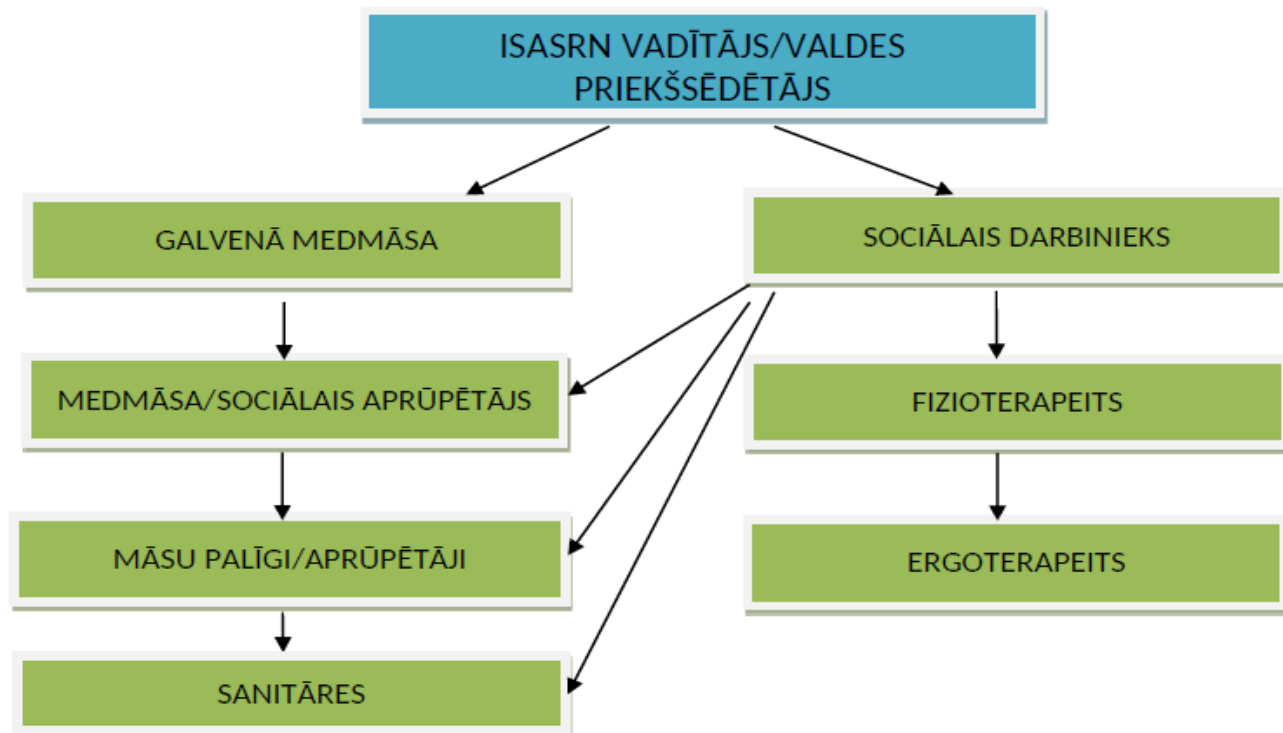 ISASRN VADĪTĀJS/VALDES
PRIEKŠSĒDĒTĀJS
GALVENĀ MEDMĀSA
SOCIĀLAIS DARBINIEKS
MEDMĀSA/SOCIĀLAIS APRŪPĒTĀJS
FIZIOTERAPEITS
MĀSU PALĪGI/APRŪPĒTĀJI
ERGOTERAPEITS
SANITĀRES